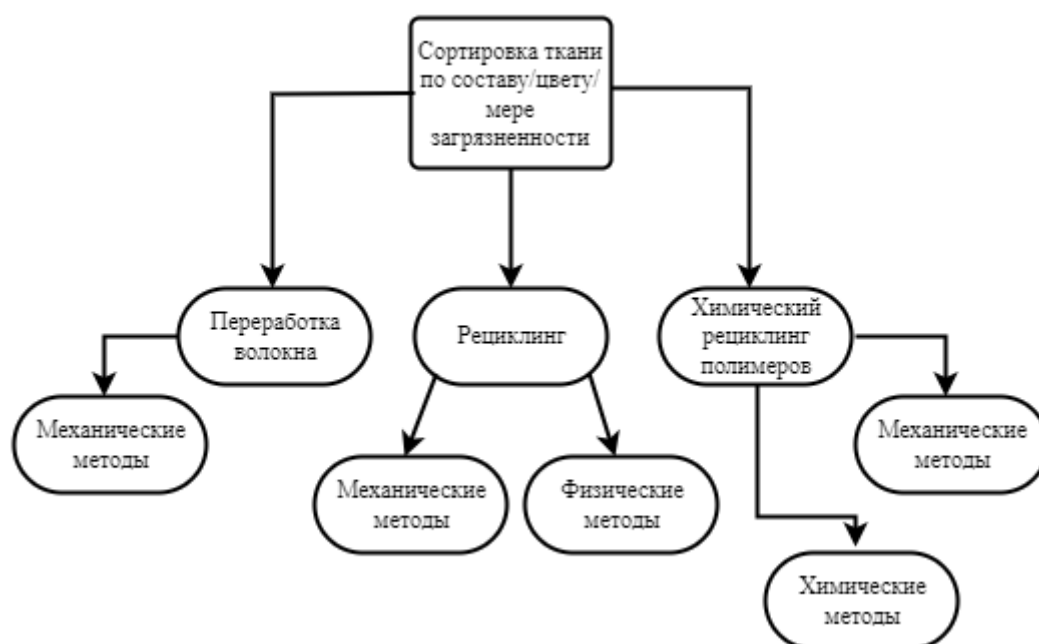 Сортировка ткани
по составу/цвету/
мере
загрязненности
Переработка
волокна
Рециклинг
Химический
рециклинг
полимеров
Механические
методы
Механические
методы
Физические
методы
Механические
методы
Химические
методы